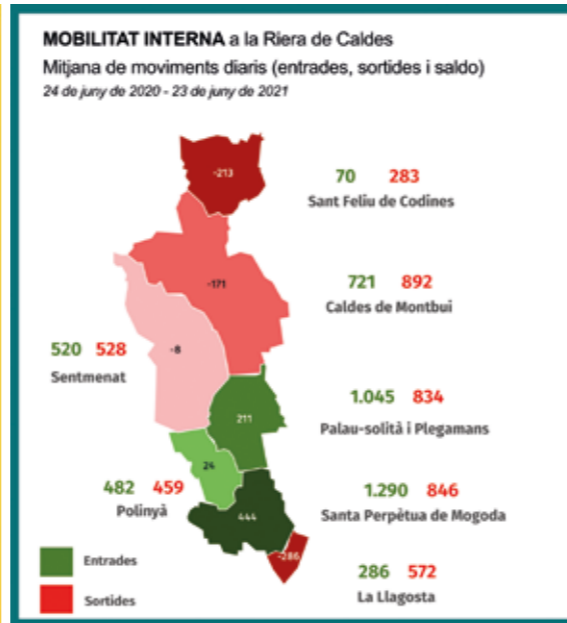 MOBILITAT INTERNA a la Riera de Caldes
Mitjana de moviments diaris (entrades, sortides i saldo)
24 de juny de 2020 - 23 de juny de 2021
-213
70 283
Sant Feliu de Codines
-171
721 892
Caldes de Montbui
520 528
Sentmenat
-8
211
1.045 834
Palau-solità i Plegamans
24
482 459
Polinyà
444
1.290 846
Santa Perpètua de Mogoda
-286
286 572
La Llagosta
Entrades
Sortides